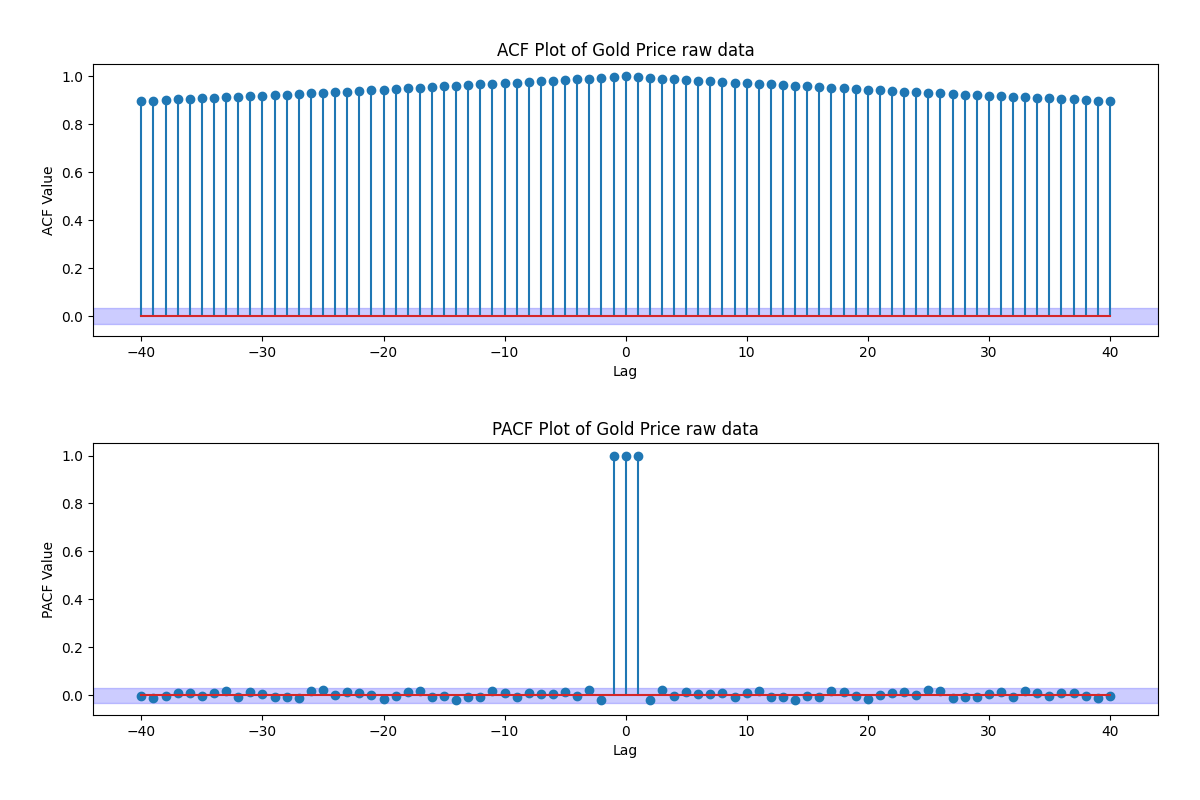 ACF Plot of Gold Price raw data
1.0
0.8
0.6
0.4
0.2
0.0
ACF Value
−40 −30 −20 −10 0 10 20 30 40
Lag
PACF Plot of Gold Price raw data
1.0
0.8
0.6
0.4
0.2
0.0
PACF Value
−40 −30 −20 −10 0 10 20 30 40
Lag